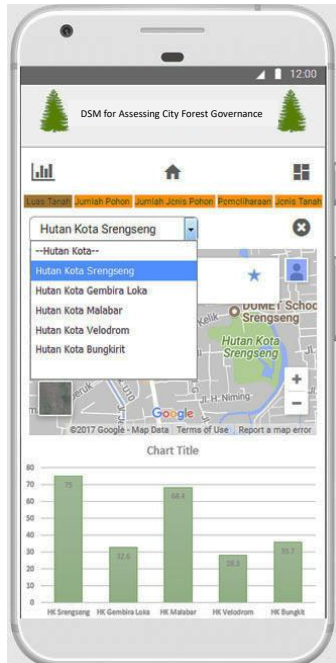 12:00
DSM for Assessing City Forest Governance
Luas Tanah Jumlah Pohon Jumlah Jenis Pohon Pemeliharaan Jenis Tanah
Hutan Kota Srengseng
--Hutan Kota--
Hutan Kota Srengseng
Hutan Kota Gembira Loka
Hutan Kota Malabar
Hutan Kota Velodrom
Hutan Kota Bungkirit
DUMET Schoo
Srengseng
Kelik
Hutan Kota
Srengseng
Jl. H. Niming
Google
©2017 Google - Map Data Terms of Use Report a map error
Chart Title
80
70
60
50
40
30
20
10
0
75
32.6
68.4
28.3
35.7
HK Srengseng HK Gembira Loka HK Malabar HK Velodrom HK Bungkit